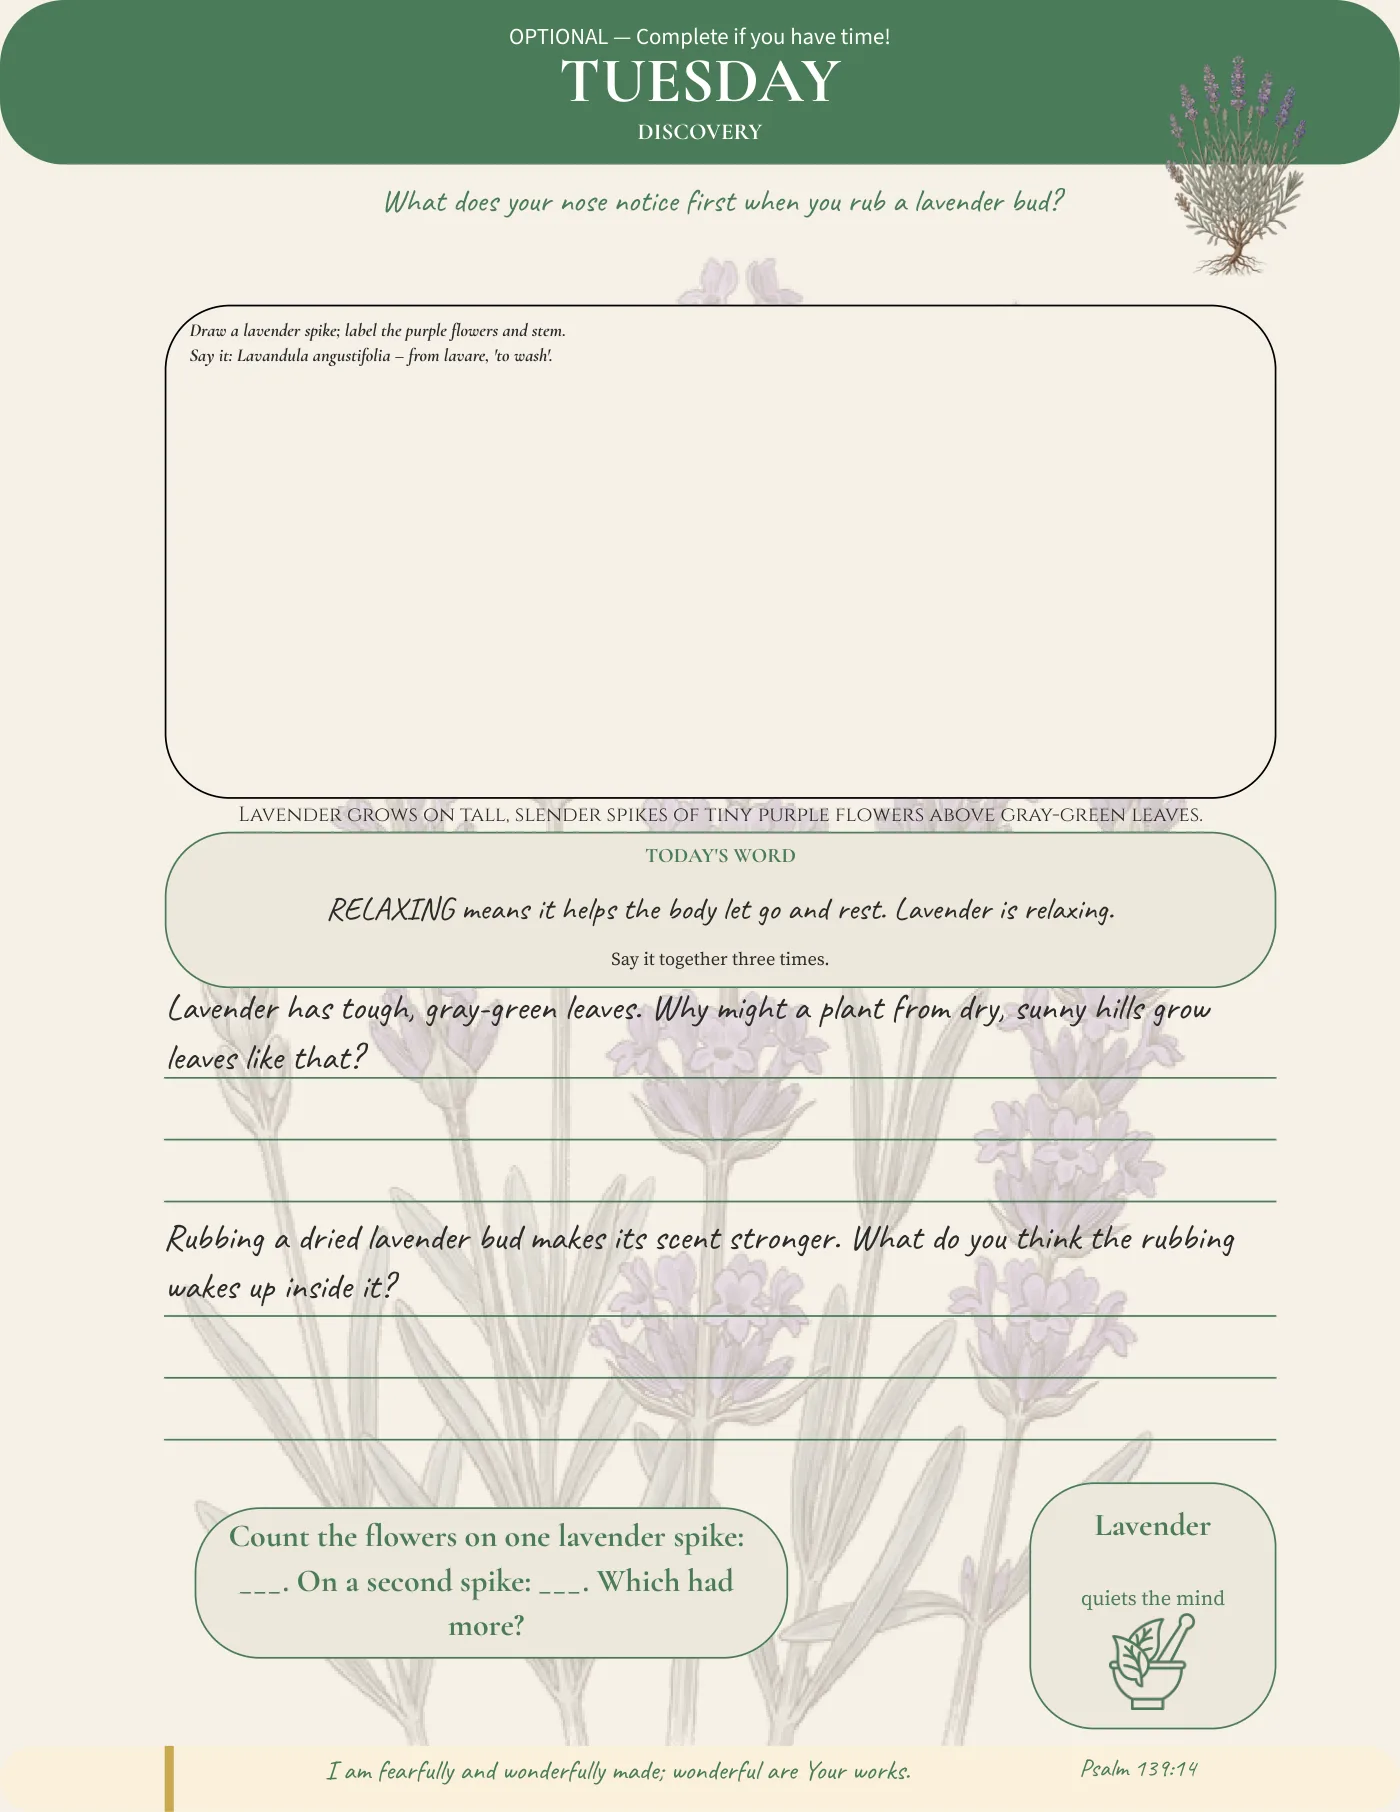 OPTIONAL — Complete if you have time!
TUESDAY
DISCOVERY
What does your nose notice first when you rub a lavender bud?
Draw a lavender spike; label the purple flowers and stem.
Say it: Lavandula angustifolia – from lavare, 'to wash'.
LAVENDER GROWS ON TALL, SLENDER SPIKES OF TINY PURPLE FLOWERS ABOVE GRAY-GREEN LEAVES.
TODAY'S WORD
RELAXING means it helps the body let go and rest. Lavender is relaxing.
Say it together three times.
Lavender has tough, gray-green leaves. Why might a plant from dry, sunny hills grow
leaves like that?
Rubbing a dried lavender bud makes its scent stronger. What do you think the rubbing
wakes up inside it?
Count the flowers on one lavender spike:
___. On a second spike: ___. Which had
more?
Lavender
quiets the mind
I am fearfully and wonderfully made; wonderful are Your works.
Psalm 139:14